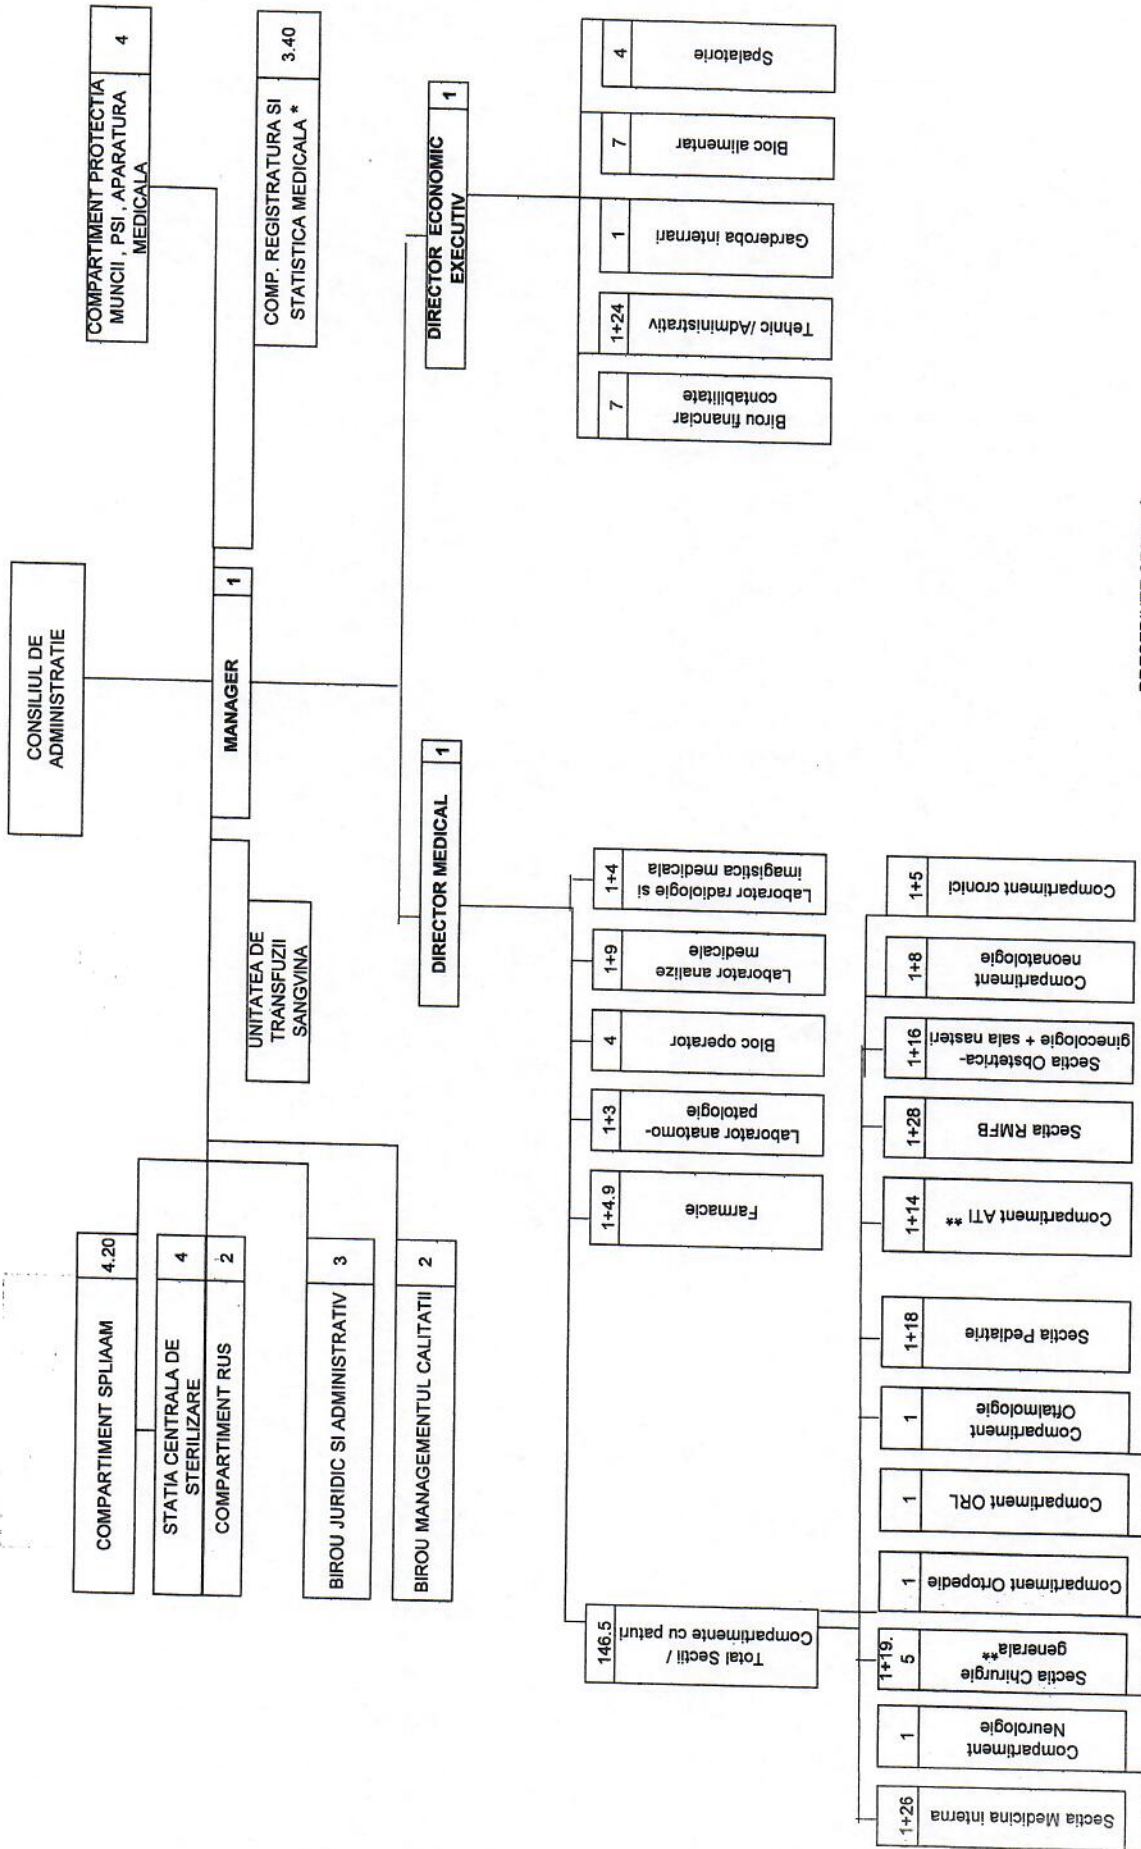 CONSILIUL DE
ADMINISTRATIE
COMPARTIMENT SPLIAAM
4.20
STATIA CENTRALA DE
STERILIZARE
4
COMPARTIMENT RUS
2
BIROU JURIDIC SI ADMINISTRATIV
3
BIROU MANAGEMENTUL CALITATII
2
UNITATEA DE
TRANSFUZII
SANGVINA
MANAGER
1
COMPARTIMENT PROTECTIA
MUNCII , PSI , APARATURA
MEDICALA
4
COMP. REGISTRATURA SI
STATISTICA MEDICALA *
3.40
DIRECTOR MEDICAL
1
DIRECTOR ECONOMIC
EXECUTIV
1
146.5
Total Sectii /
Compartimente cu paturi
1+4.9
Farmacie
1+3
Laborator anatomo-
patologie
4
Bloc operator
1+9
Laborator analize
medicale
1+4
Laborator radiologie si
imagistica medicala
7
Birou financiar
contabilitate
1+24
Tehnic /Administrativ
1
Garderoba internari
7
Bloc alimentar
4
Spalatorie
1+26
Sectia Medicina interna
1
Compartiment
Neurologie
1+19.
5
Sectia Chirurgie
generala**
1
Compartiment Ortopedie
1
Compartiment ORL
1
Compartiment
Oftalmologie
1+18
Sectia Pediatrie
1+14
Compartiment ATI **
1+28
Sectia RMFB
1+16
Sectia Obstetrica-
ginecologie + sala nasteri
1+8
Compartiment
neonatologie
1+5
Compartiment cronici